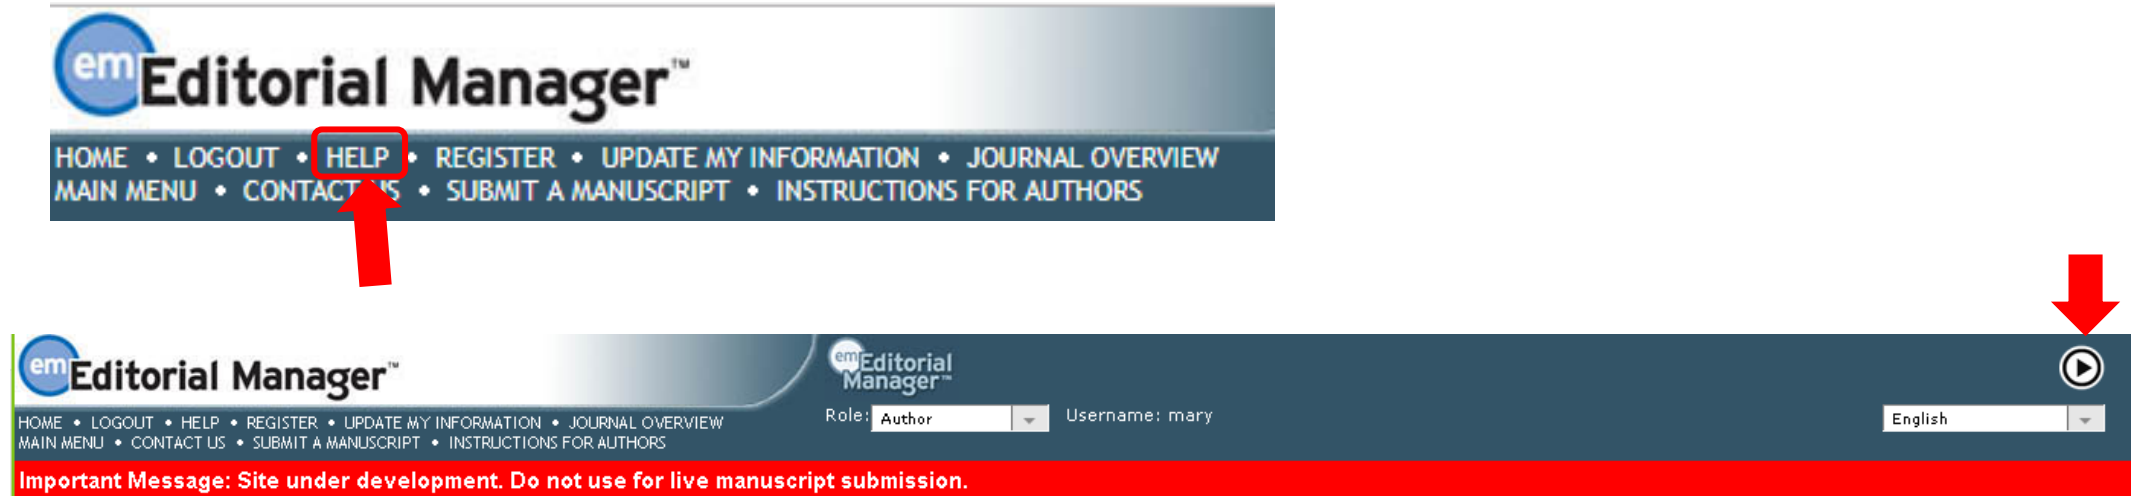 em Editorial Manager™
HOME • LOGOUT • HELP • REGISTER • UPDATE MY INFORMATION • JOURNAL OVERVIEW
MAIN MENU • CONTACT US • SUBMIT A MANUSCRIPT • INSTRUCTIONS FOR AUTHORS
em Editorial Manager™
HOME • LOGOUT • HELP • REGISTER • UPDATE MY INFORMATION • JOURNAL OVERVIEW
MAIN MENU • CONTACT US • SUBMIT A MANUSCRIPT • INSTRUCTIONS FOR AUTHORS
em Editorial
Manager™
Role: Author Username: mary
English
Important Message: Site under development. Do not use for live manuscript submission.